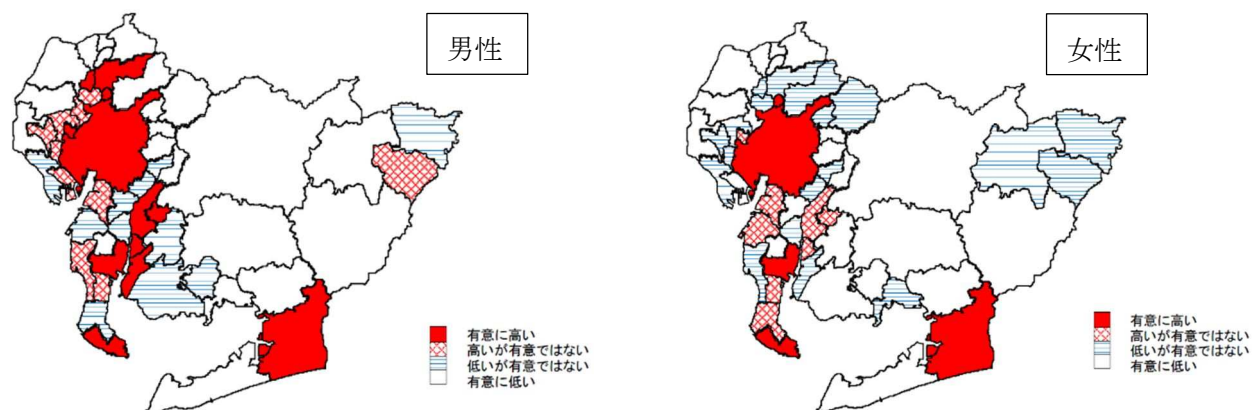 男性
有意に高い
高いが有意ではない
低いが有意ではない
有意に低い
女性
有意に高い
高いが有意ではない
低いが有意ではない
有意に低い